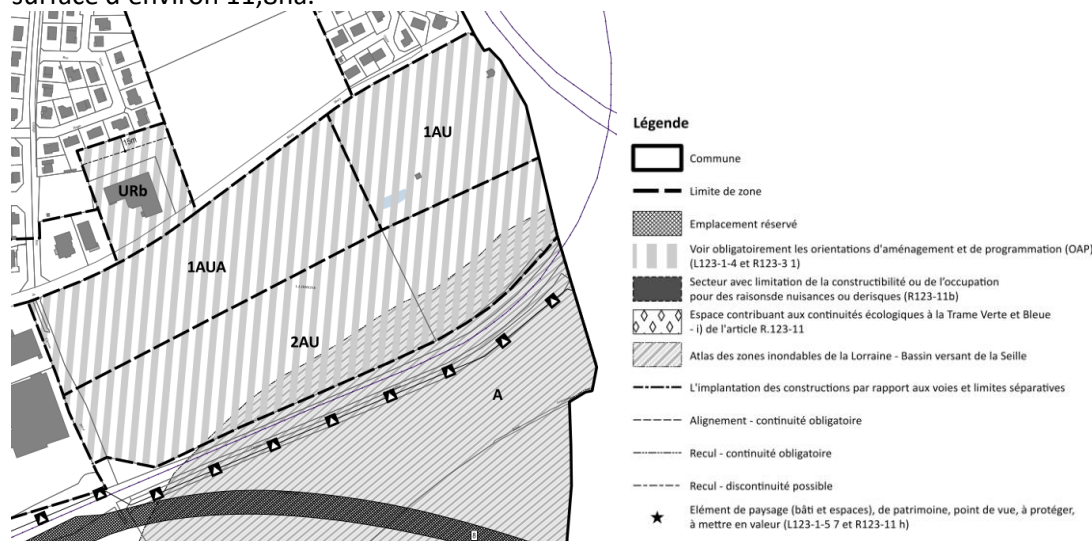 surface d'environ 11,8ha.
1AU
15m
URb
1AUA
2AU
A
8
Légende
Commune
Limite de zone
Emplacement réservé
Voir obligatoirement les orientations d'aménagement et de programmation (OAP)
(L123-1-4 et R123-3 1)
Secteur avec limitation de la constructibilité ou de l'occupation
pour des raisonsde nuisances ou derisques (R123-11b)
Espace contribuant aux continuités écologiques à la Trame Verte et Bleue
- i) de l'article R.123-11
Atlas des zones inondables de la Lorraine - Bassin versant de la Seille
L'implantation des constructions par rapport aux voies et limites séparatives
Alignement - continuité obligatoire
Recul - continuité obligatoire
Recul - discontinuité possible
Elément de paysage (bâti et espaces), de patrimoine, point de vue, à protéger,
à mettre en valeur (L123-1-5 7 et R123-11 h)